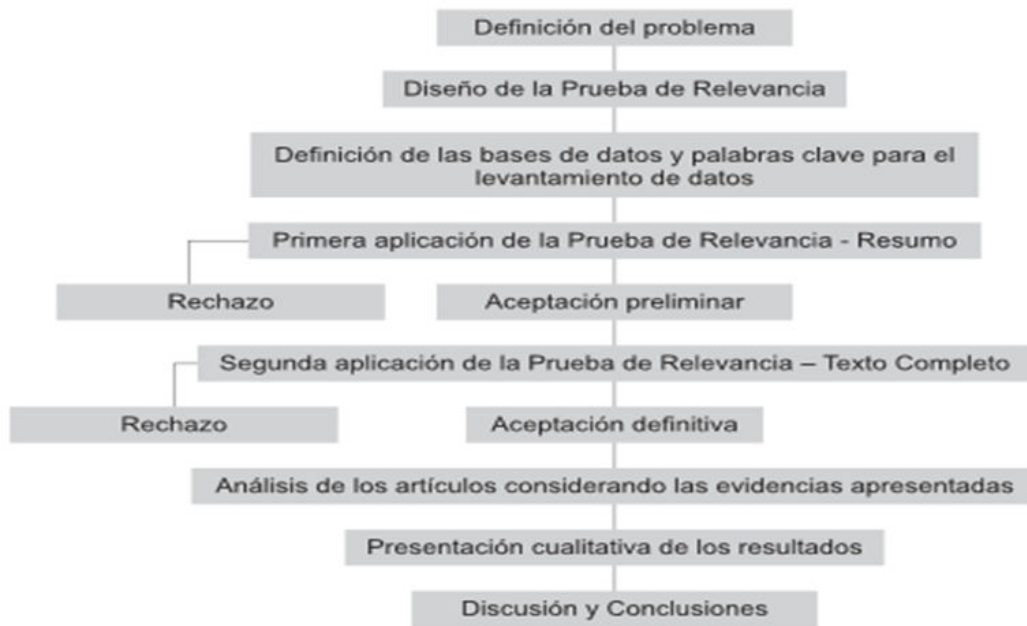 Definición del problema
Diseño de la Prueba de Relevancia
Definición de las bases de datos y palabras clave para el
levantamiento de datos
Primera aplicación de la Prueba de Relevancia - Resumo
Rechazo
Aceptación preliminar
Segunda aplicación de la Prueba de Relevancia – Texto Completo
Rechazo
Aceptación definitiva
Análisis de los artículos considerando las evidencias apresentadas
Presentación cualitativa de los resultados
Discusión y Conclusiones